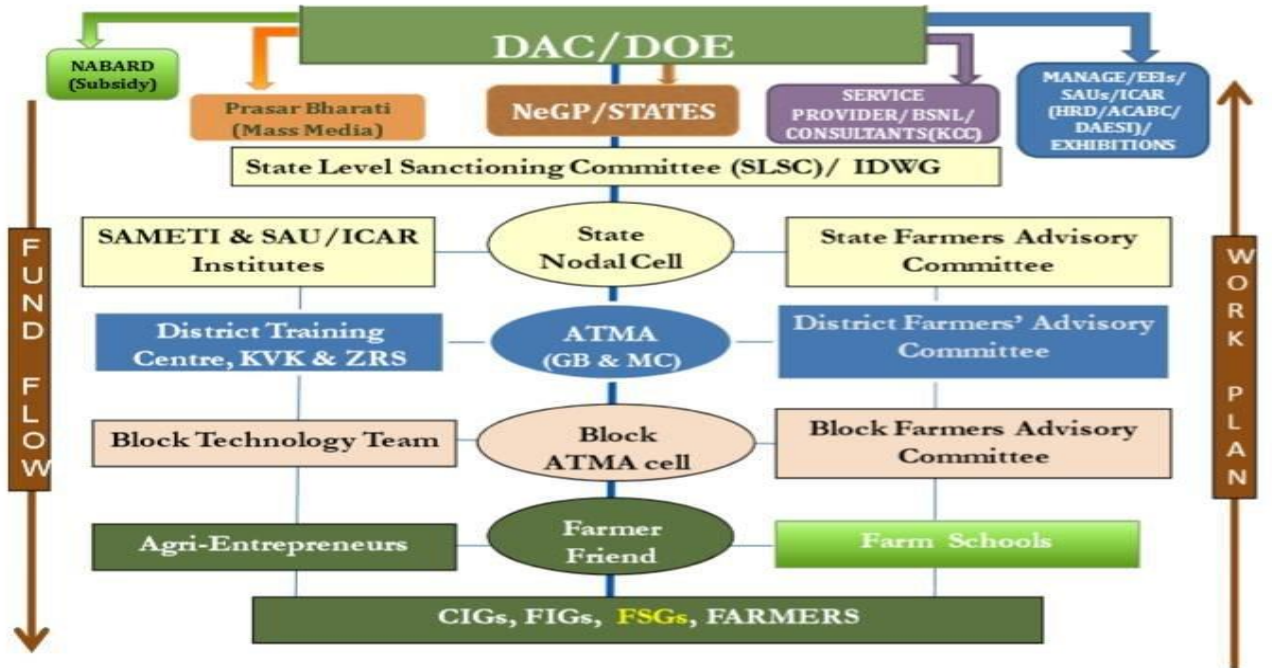 DAC/DOE
NABARD
(Subsidy)
Prasar Bharati
(Mass Media)
NeGP/STATES
SERVICE
PROVIDER/BSNL/
CONSULTANTS(KCC)
MANAGE/EEIs/
SAUs/ICAR
(HRD/ACABC/
DAESI)/
EXHIBITIONS
State Level Sanctioning Committee (SLSC)/ IDWG
SAMETI & SAU/ICAR
Institutes
State
Nodal Cell
State Farmers Advisory
Committee
District Training
Centre, KVK & ZRS
ATMA
(GB & MC)
District Farmers' Advisory
Committee
Block Technology Team
Block
ATMA cell
Block Farmers Advisory
Committee
Agri-Entrepreneurs
Farmer
Friend
Farm Schools
CIGs, FIGs, FSGs, FARMERS
FUND FLOW
WORK PLAN